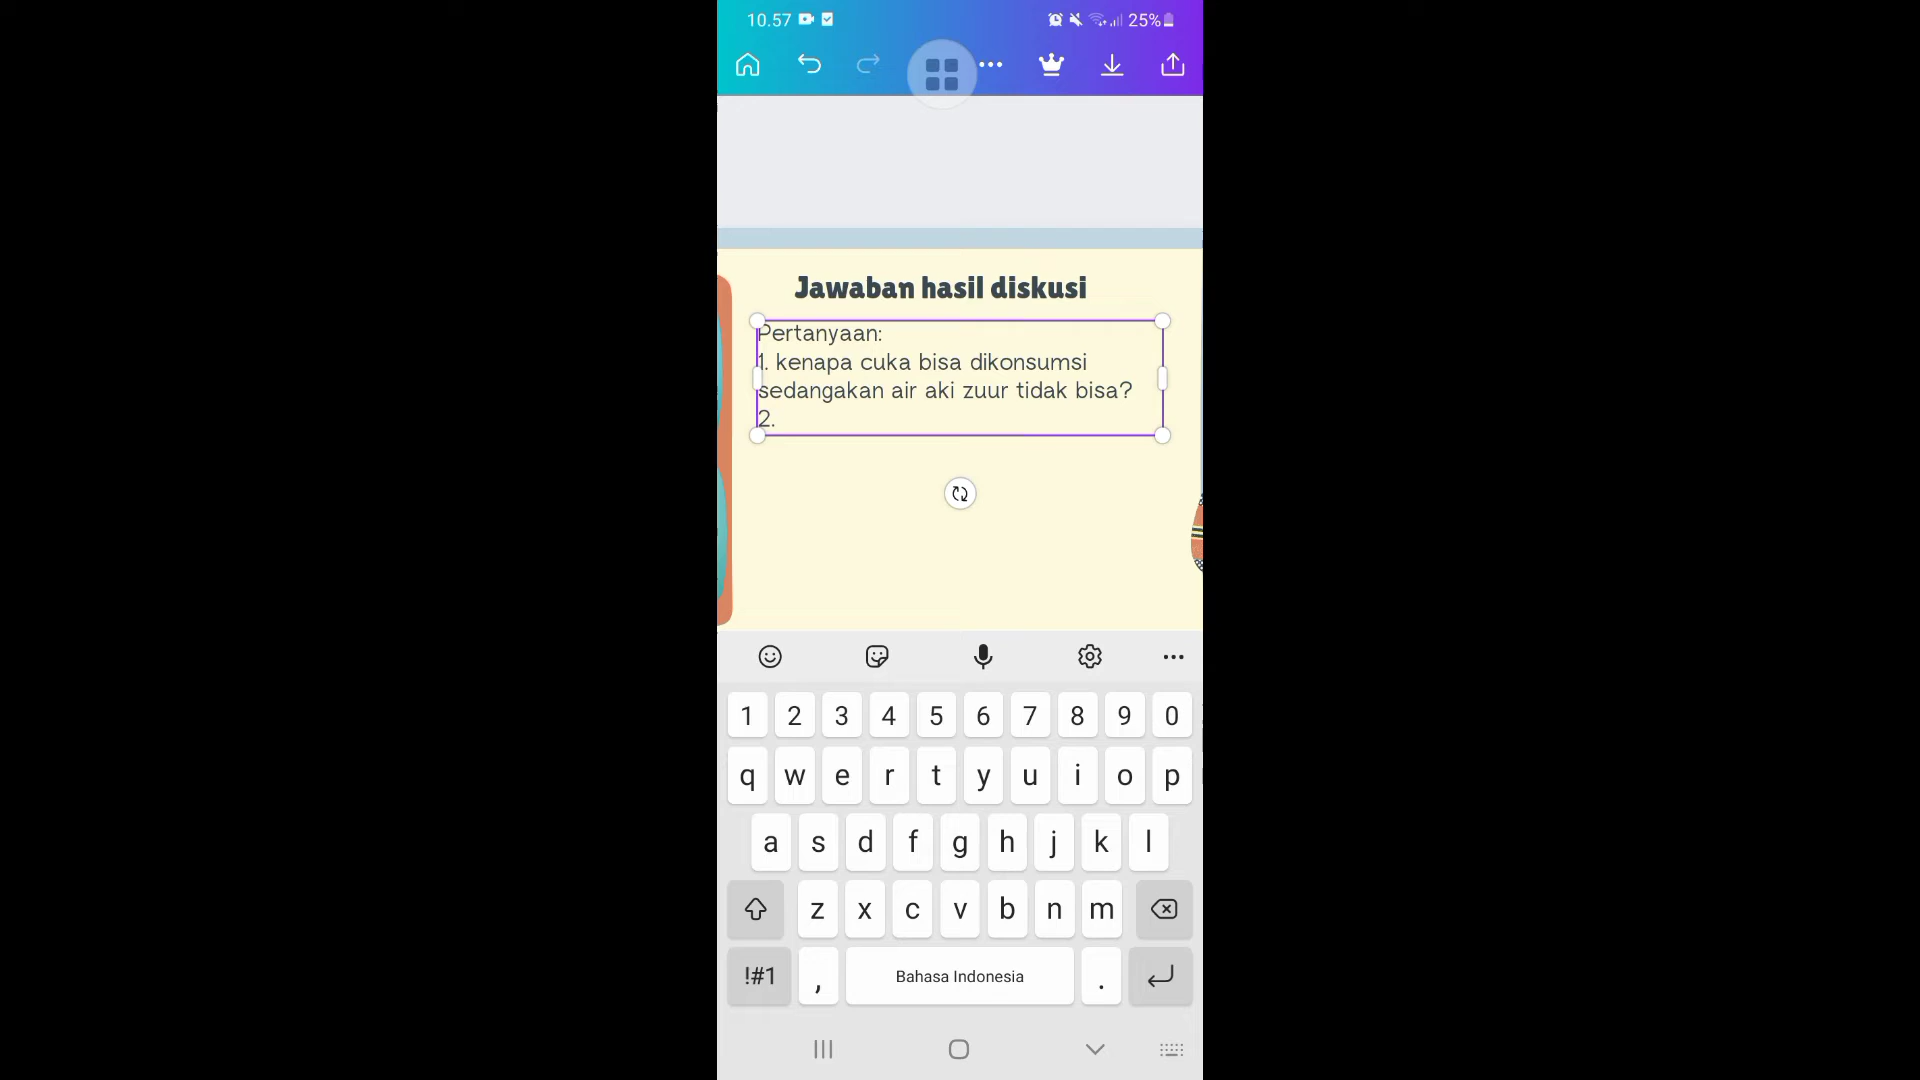 10.57
25%
Jawaban hasil diskusi
Pertanyaan:
1. kenapa cuka bisa dikonsumsi
sedangakan air aki zuur tidak bisa?
2.
1 2 3 4 5 6 7 8 9 0
q w e r t y u i o p
a s d f g h j k l
z x c v b n m
!#1 , Bahasa Indonesia .